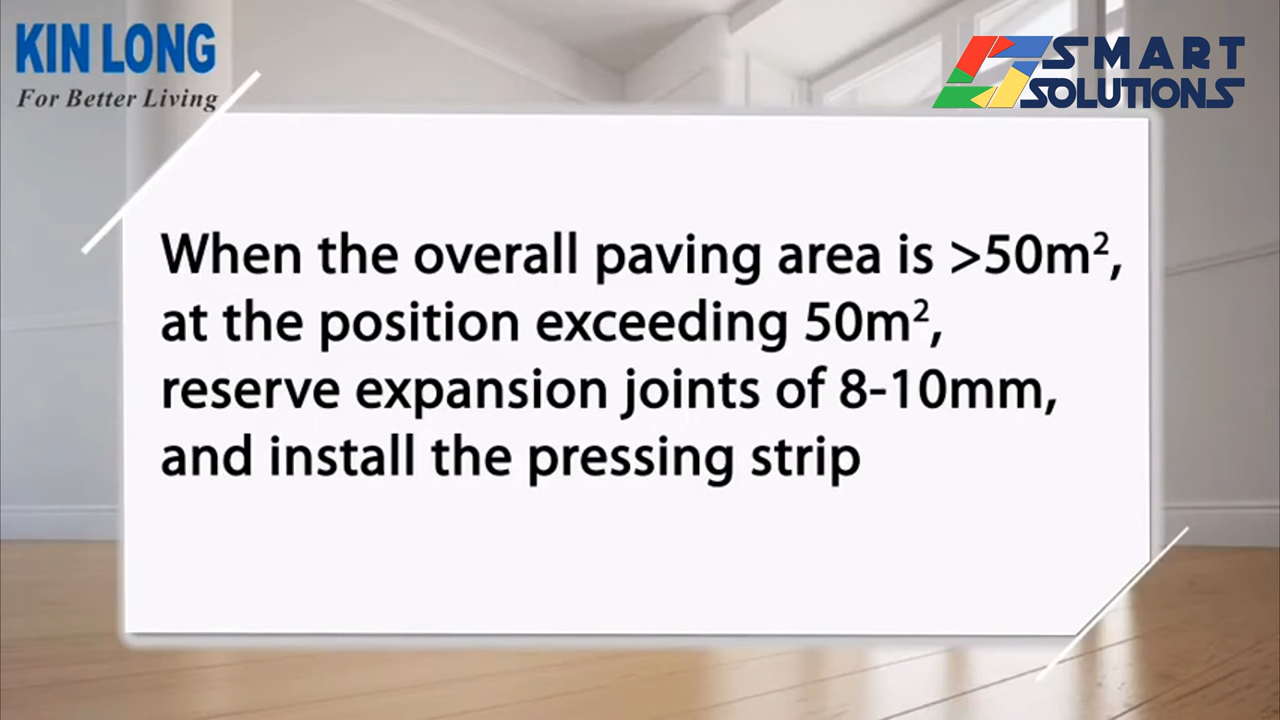 KIN LONG
For Better Living
SMART
SOLUTIONS
When the overall paving area is >50m²,
at the position exceeding 50m²,
reserve expansion joints of 8-10mm,
and install the pressing strip